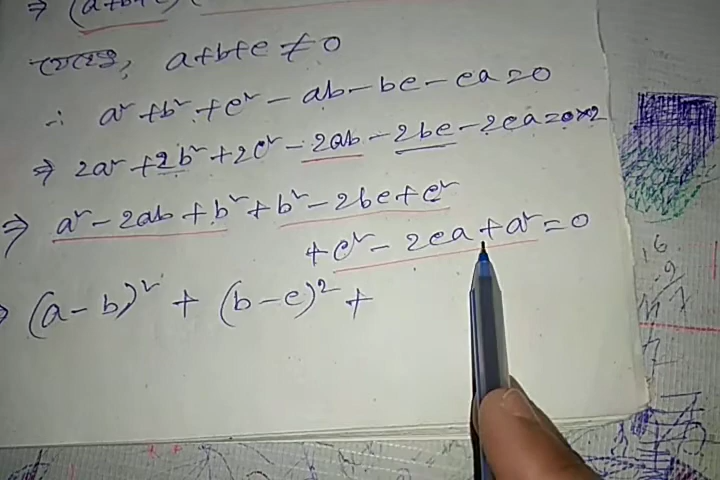 ⇒ (a+b+c)
যেহেতু, a+b+c ≠ 0
∴ a² + b² + c² - ab - bc - ca = 0
⇒ 2a² + 2b² + 2c² - 2ab - 2bc - 2ca = 0×2
⇒ a² - 2ab + b² + b² - 2bc + c²
+ c² - 2ca + a² = 0
⇒ (a-b)² + (b-c)² +